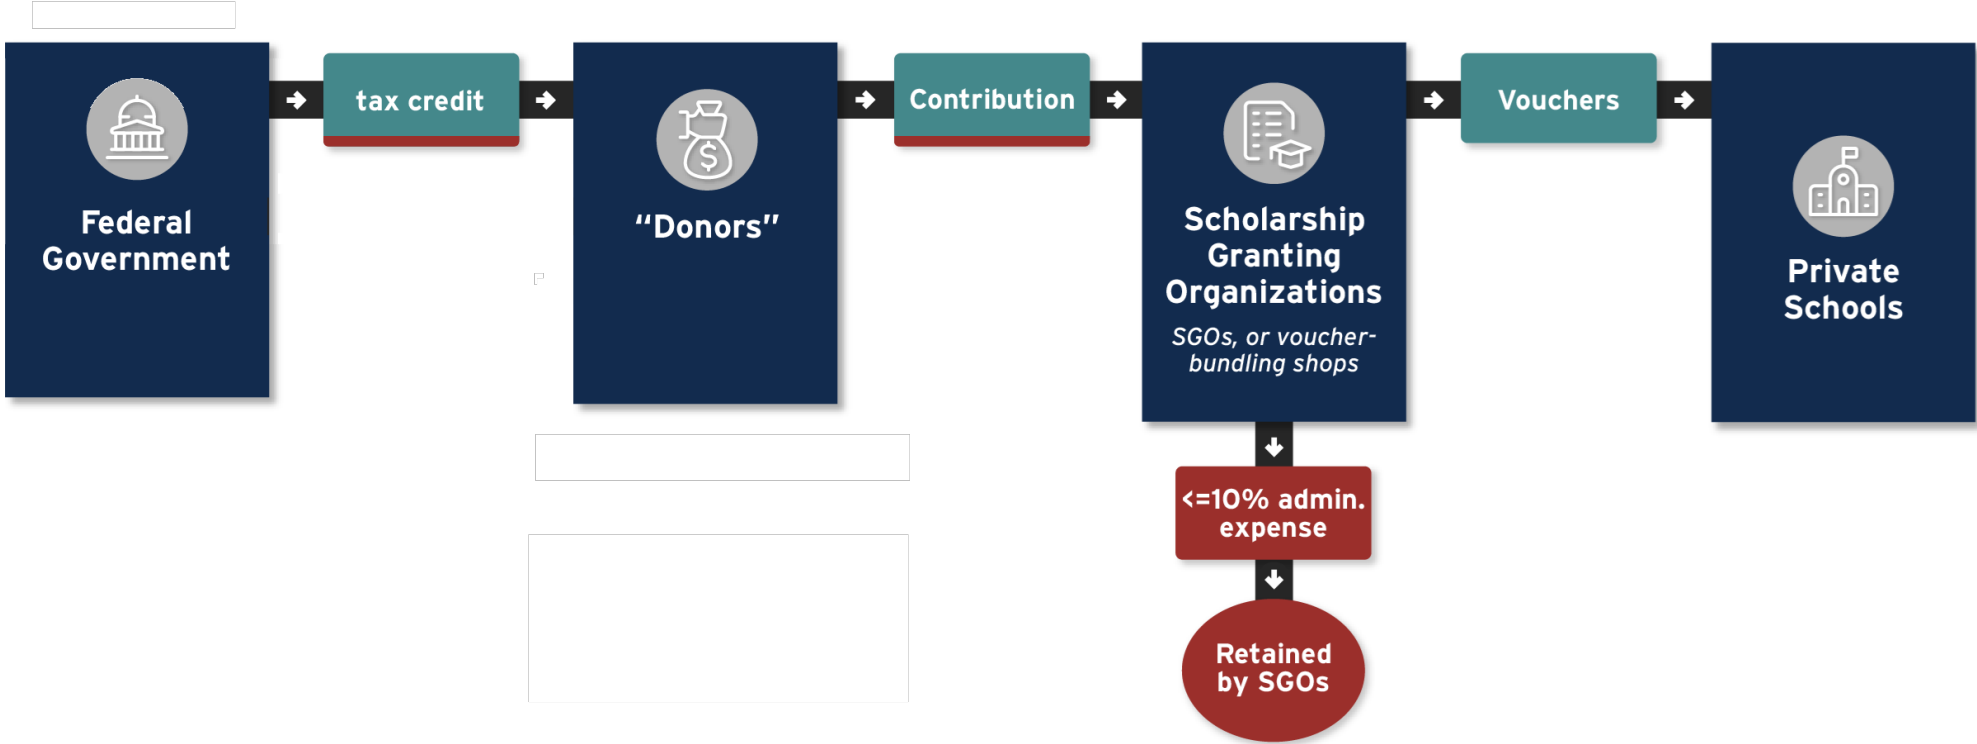 Federal
Government
tax credit
“Donors”
Contribution
Scholarship
Granting
Organizations
SGOs, or voucher-
bundling shops
Vouchers
Private
Schools
<=10% admin.
expense
Retained
by SGOs